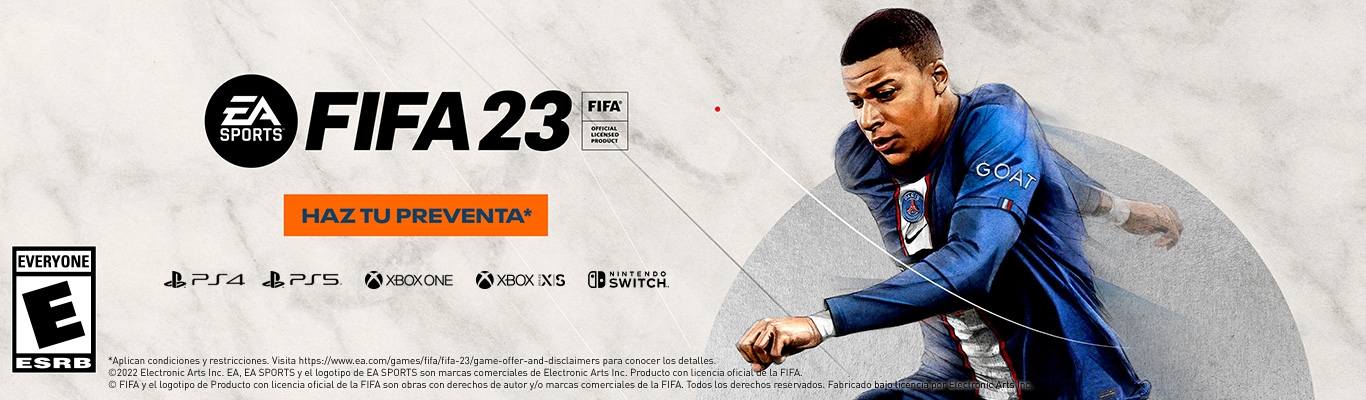 EA
SPORTS
FIFA 23
FIFA
OFFICIAL
LICENSED
PRODUCT
HAZ TU PREVENTA*
PS4 PS5 XBOX ONE XBOX SERIES X|S NINTENDO SWITCH
EVERYONE
E
ESRB
GOAT
PARIS
*Aplican condiciones y restricciones. Visita https://www.ea.com/games/fifa/fifa-23/game-offer-and-disclaimers para conocer los detalles.
©2022 Electronic Arts Inc. EA, EA SPORTS y el logotipo de EA SPORTS son marcas comerciales de Electronic Arts Inc. Producto con licencia oficial de la FIFA.
© FIFA y el logotipo de Producto con licencia oficial de la FIFA son obras con derechos de autor y/o marcas comerciales de la FIFA. Todos los derechos reservados. Fabricado bajo licencia por Electronic Arts Inc.